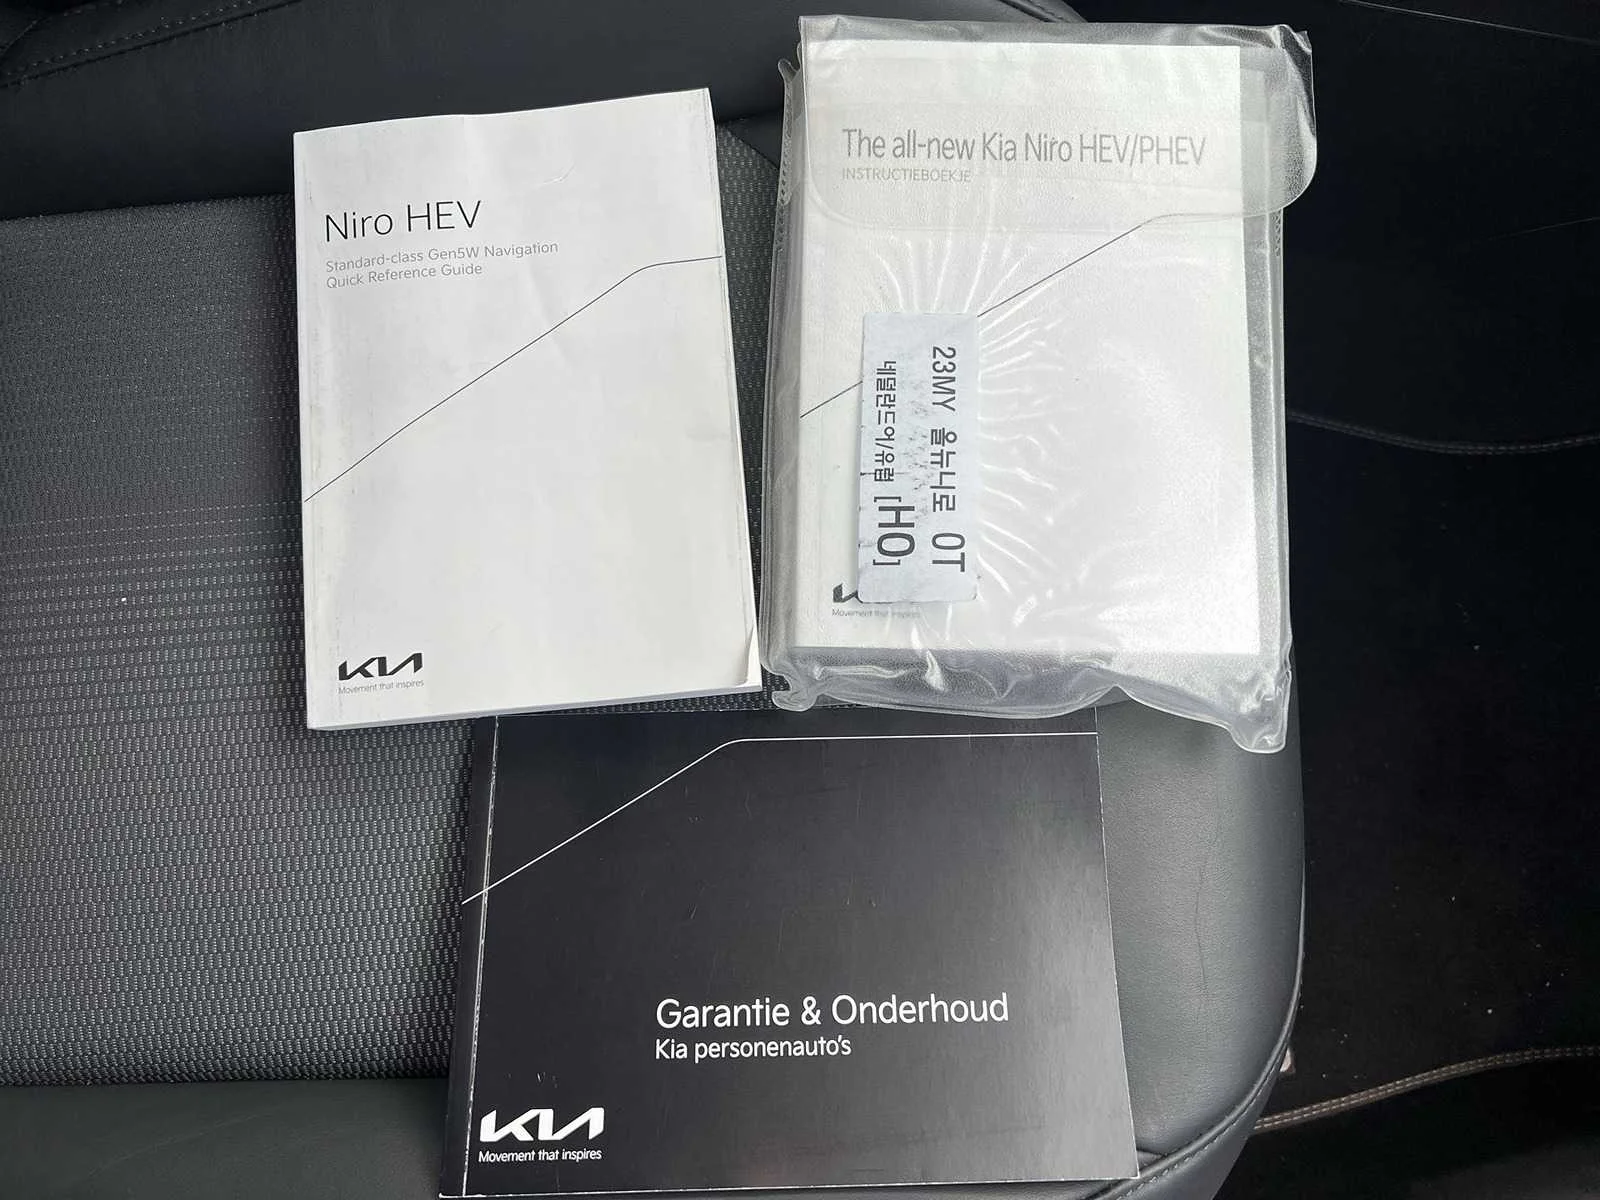 Niro HEV
Standard-class Gen5W Navigation
Quick Reference Guide
KIA
Movement that inspires
The all-new Kia Niro HEV/PHEV
INSTRUCTIEBOEKJE
23MY 올뉴니로 OT
네덜란드어/유럽 [HO]
Movement that inspires
Garantie & Onderhoud
Kia personenauto's
KIA
Movement that inspires